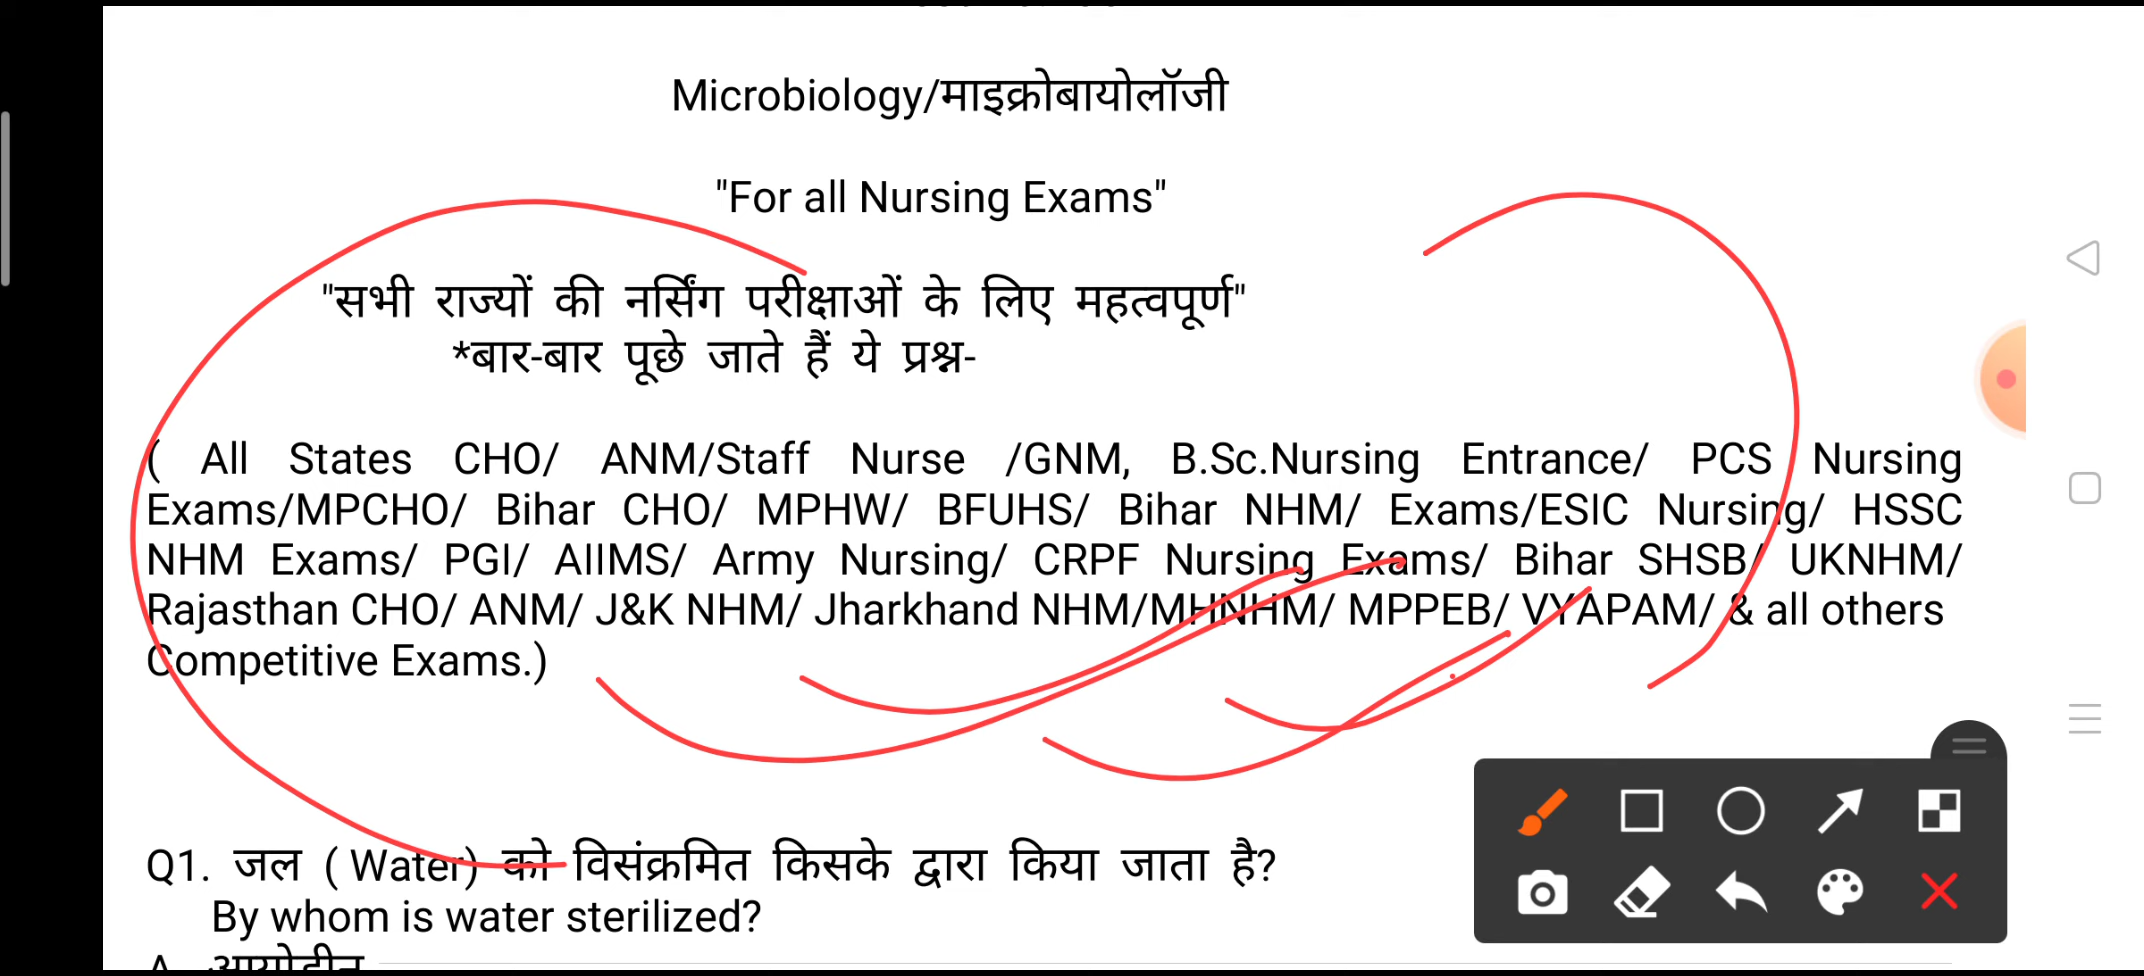 Microbiology/माइक्रोबायोलॉजी
"For all Nursing Exams"
"सभी राज्यों की नर्सिंग परीक्षाओं के लिए महत्वपूर्ण"
*बार-बार पूछे जाते हैं ये प्रश्न-
( All States CHO/ ANM/Staff Nurse /GNM, B.Sc.Nursing Entrance/ PCS Nursing
Exams/MPCHO/ Bihar CHO/ MPHW/ BFUHS/ Bihar NHM/ Exams/ESIC Nursing/ HSSC
NHM Exams/ PGI/ AIIMS/ Army Nursing/ CRPF Nursing Exams/ Bihar SHSB/ UKNHM/
Rajasthan CHO/ ANM/ J&K NHM/ Jharkhand NHM/MHNHM/ MPPEB/ VYAPAM/ & all others
Competitive Exams.)
Q1. जल ( Water) को विसंक्रमित किसके द्वारा किया जाता है?
By whom is water sterilized?
A. आयोडीन